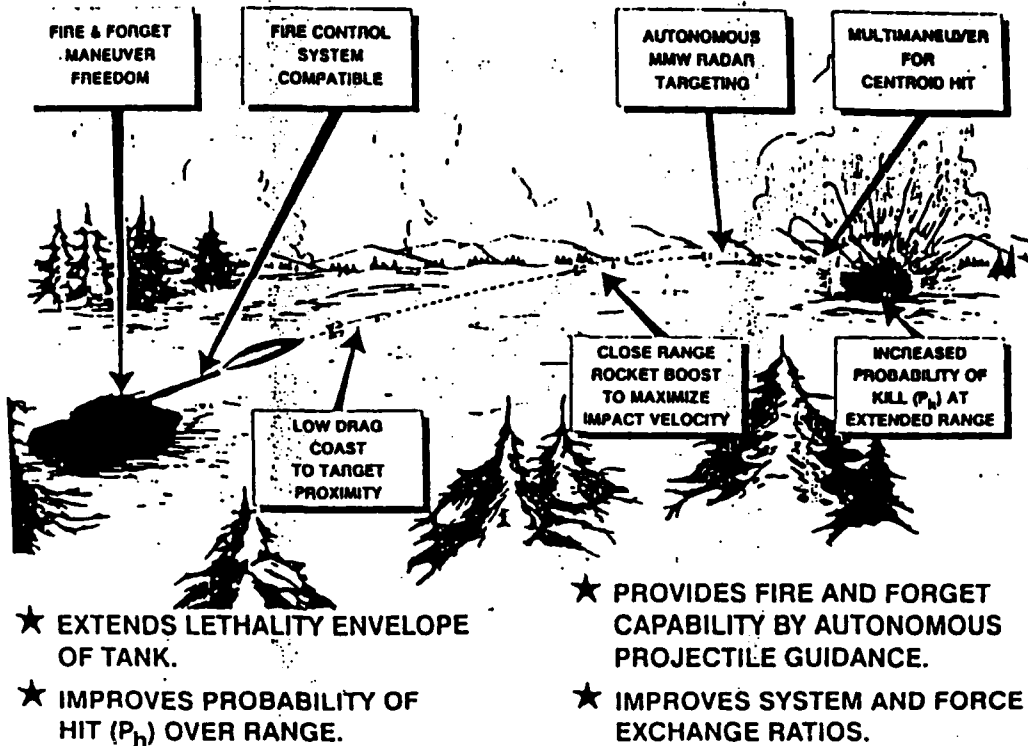 FIRE & FORGET
MANEUVER
FREEDOM
FIRE CONTROL
SYSTEM
COMPATIBLE
AUTONOMOUS
MMW RADAR
TARGETING
MULTIMANEUVER
FOR
CENTROID HIT
LOW DRAG
COAST
TO TARGET
PROXIMITY
CLOSE RANGE
ROCKET BOOST
TO MAXIMIZE
IMPACT VELOCITY
INCREASED
PROBABILITY OF
KILL (Ph) AT
EXTENDED RANGE
★ EXTENDS LETHALITY ENVELOPE
OF TANK.
★ IMPROVES PROBABILITY OF
HIT (Ph) OVER RANGE.
★ PROVIDES FIRE AND FORGET
CAPABILITY BY AUTONOMOUS
PROJECTILE GUIDANCE.
★ IMPROVES SYSTEM AND FORCE
EXCHANGE RATIOS.